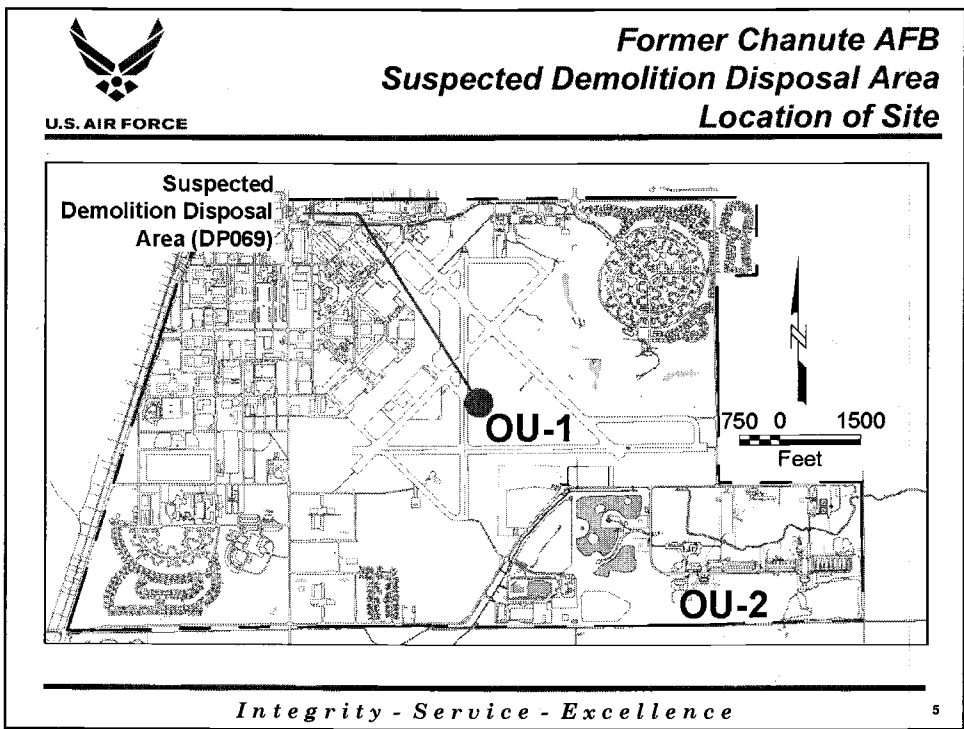 Former Chanute AFB
Suspected Demolition Disposal Area
Location of Site
U.S. AIR FORCE
Suspected
Demolition Disposal
Area (DP069)
N
OU-1
750 0 1500
Feet
OU-2
Integrity - Service - Excellence
5